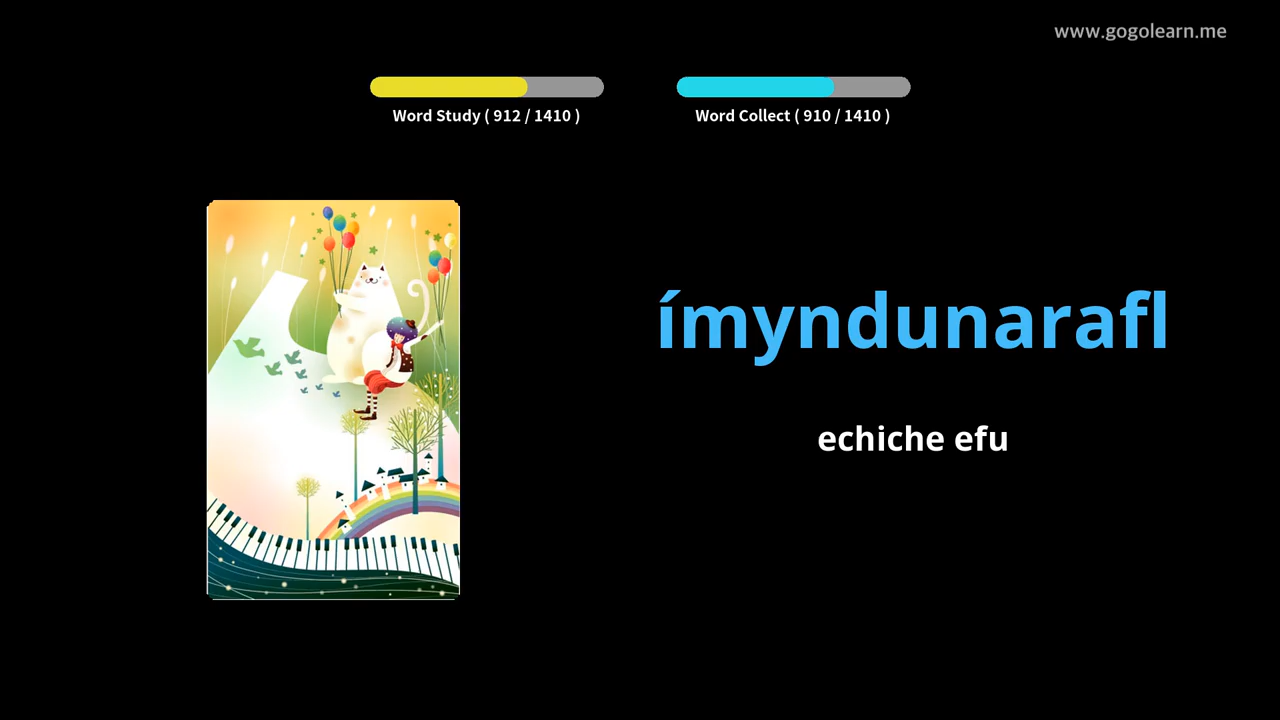 www.gogolearn.me
Word Study ( 912 / 1410 )
Word Collect ( 910 / 1410 )
ímyndunarafl
echiche efu